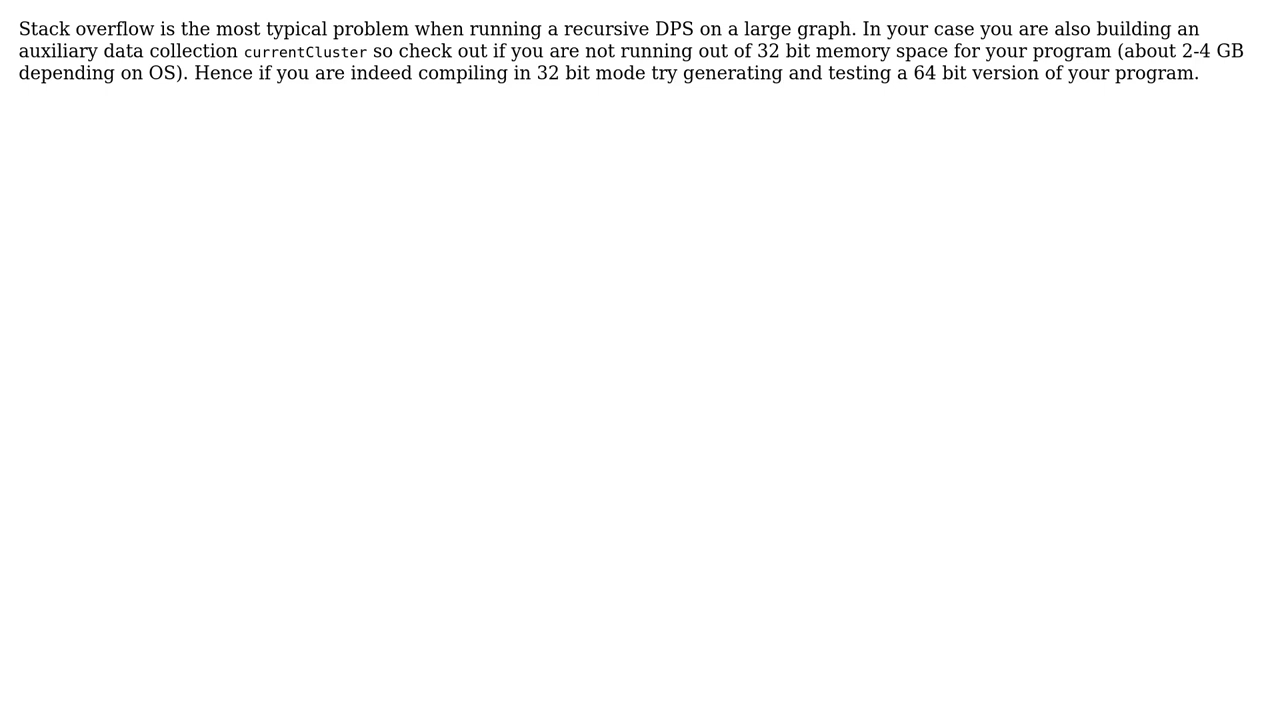 Stack overflow is the most typical problem when running a recursive DPS on a large graph. In your case you are also building an
auxiliary data collection currentCluster so check out if you are not running out of 32 bit memory space for your program (about 2-4 GB
depending on OS). Hence if you are indeed compiling in 32 bit mode try generating and testing a 64 bit version of your program.